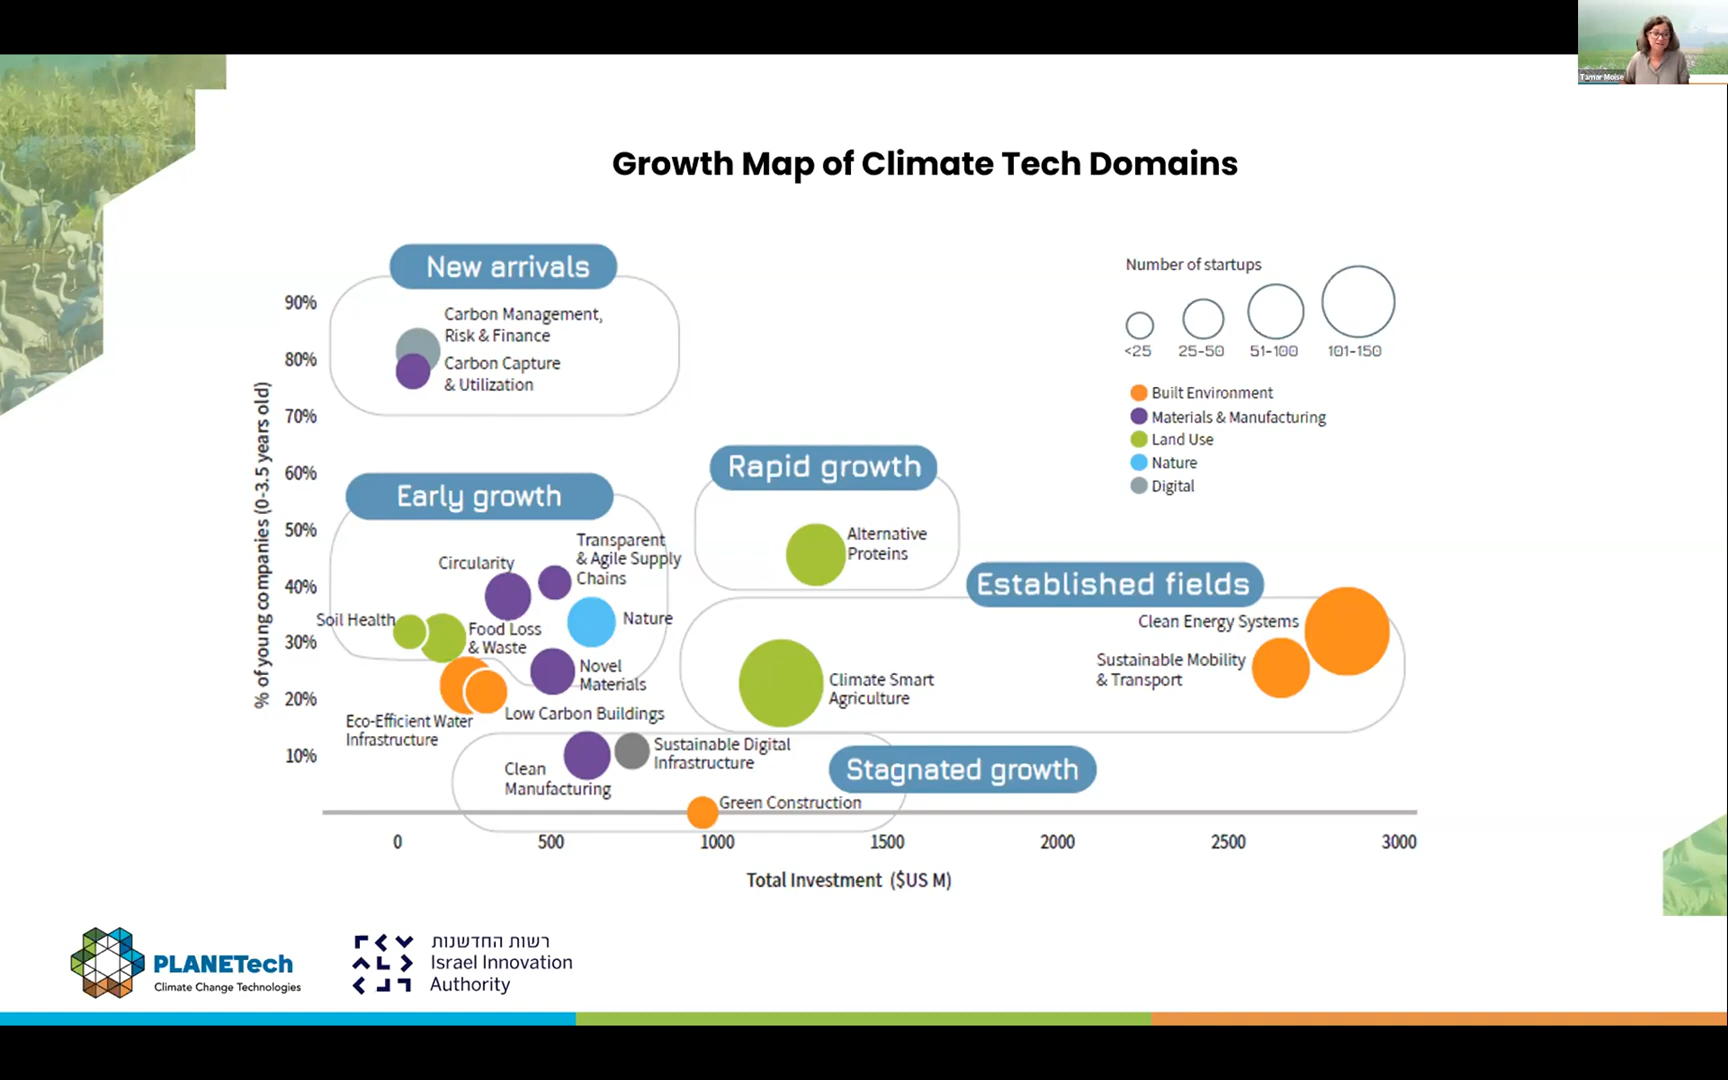 Tamar Moise
Growth Map of Climate Tech Domains
New arrivals
Carbon Management,
Risk & Finance
Carbon Capture
& Utilization
Number of startups
<25
25-50
51-100
101-150
Built Environment
Materials & Manufacturing
Land Use
Nature
Digital
% of young companies (0-3.5 years old)
90%
80%
70%
60%
50%
40%
30%
20%
10%
Rapid growth
Alternative
Proteins
Early growth
Transparent
& Agile Supply
Chains
Circularity
Soil Health
Food Loss
& Waste
Nature
Novel
Materials
Low Carbon Buildings
Eco-Efficient Water
Infrastructure
Established fields
Clean Energy Systems
Sustainable Mobility
& Transport
Climate Smart
Agriculture
Sustainable Digital
Infrastructure
Clean
Manufacturing
Stagnated growth
Green Construction
0
500
1000
1500
2000
2500
3000
Total Investment ($US M)
PLANETech
Climate Change Technologies
רשות החדשנות
Israel Innovation
Authority